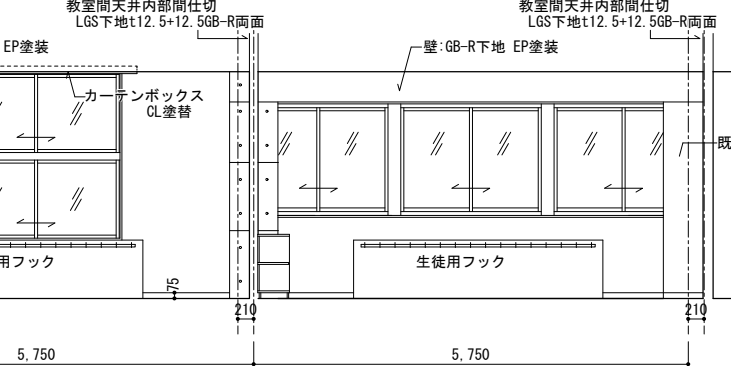 教室間天井内部間仕切
LGS下地t12.5+12.5GB-R両面
教室間天井内部間仕切
LGS下地t12.5+12.5GB-R両面
EP塗装
壁:GB-R下地 EP塗装
カーテンボックス
CL塗替
既
用フック
生徒用フック
75
210
210
5,750
5,750